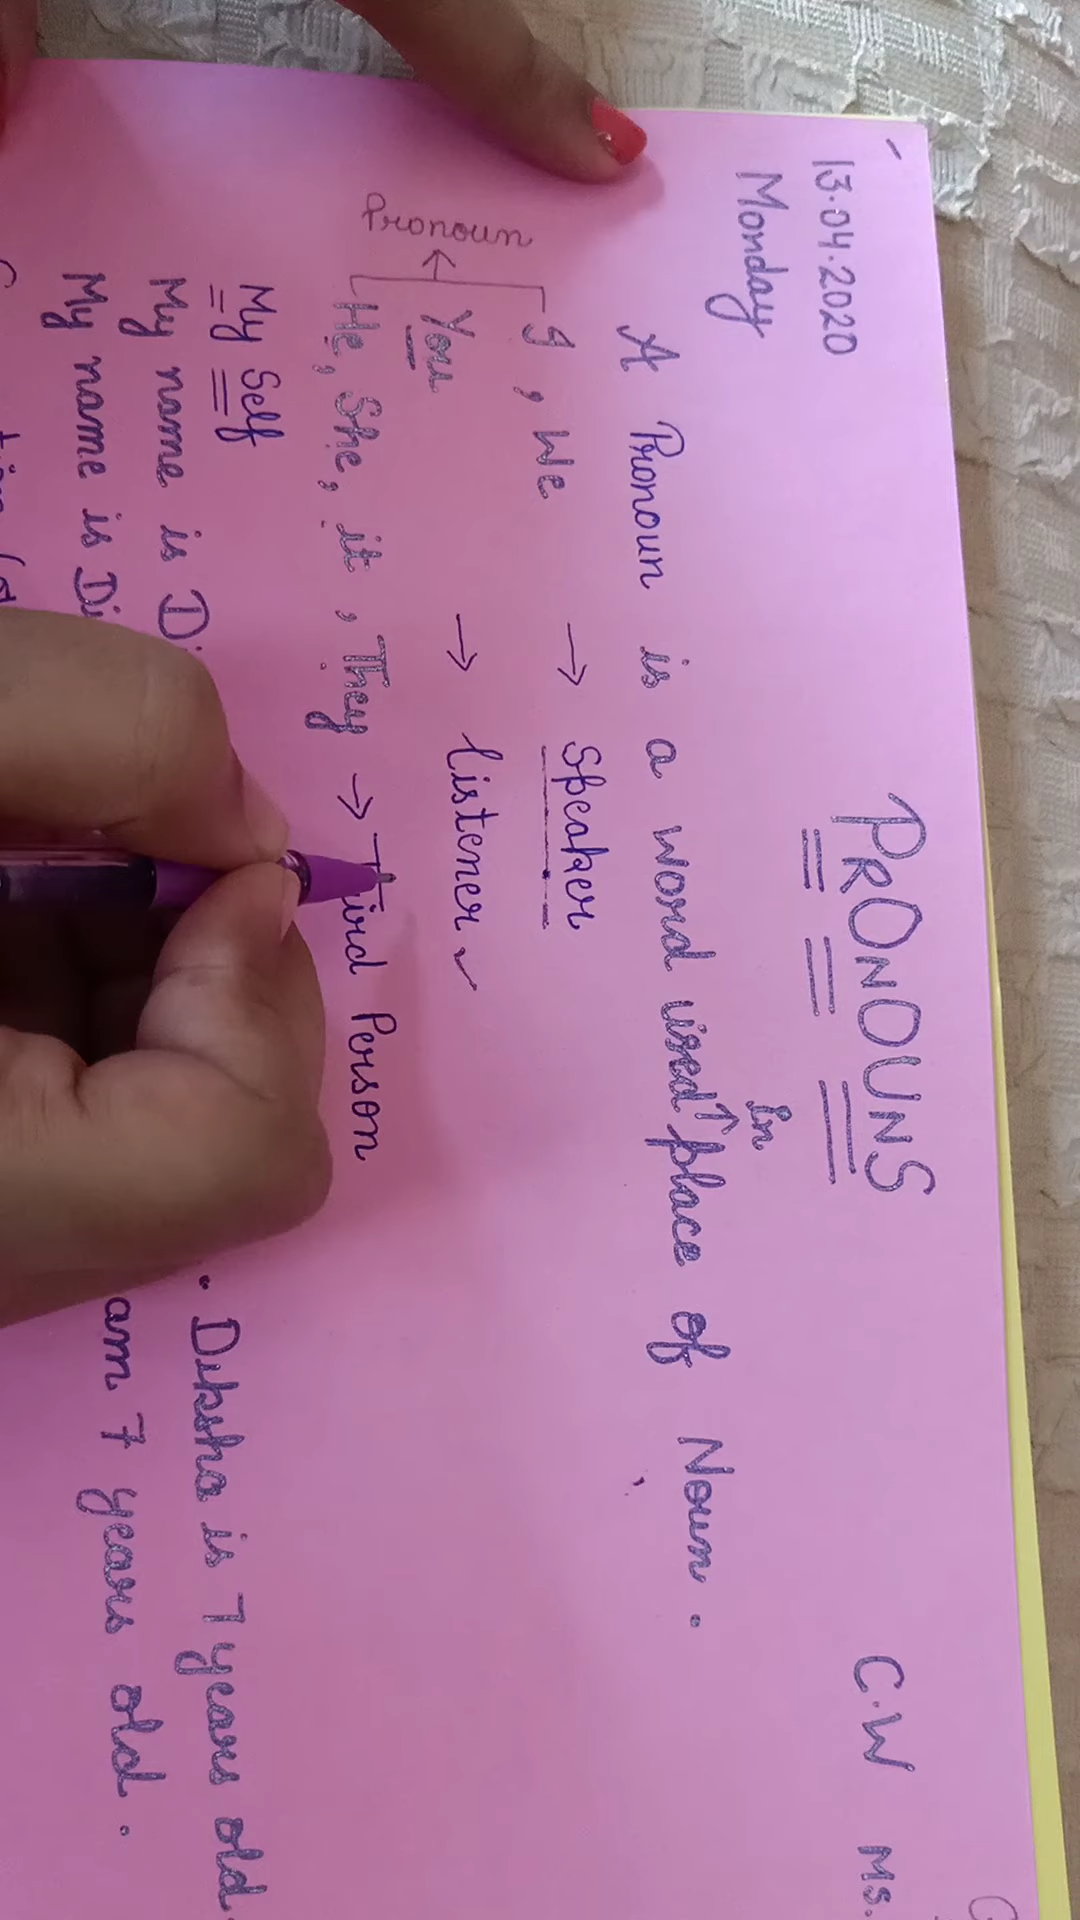 13.04.2020
Monday
PRONOUNS
C.W
Ms.
In
A Pronoun is a word used ^ place of Noun.
Pronoun
I, We → Speaker
You → listener ✓
He, She, it, They → Person
My Self
My name is . Diksha is 7 years old.
My name is am 7 years old.